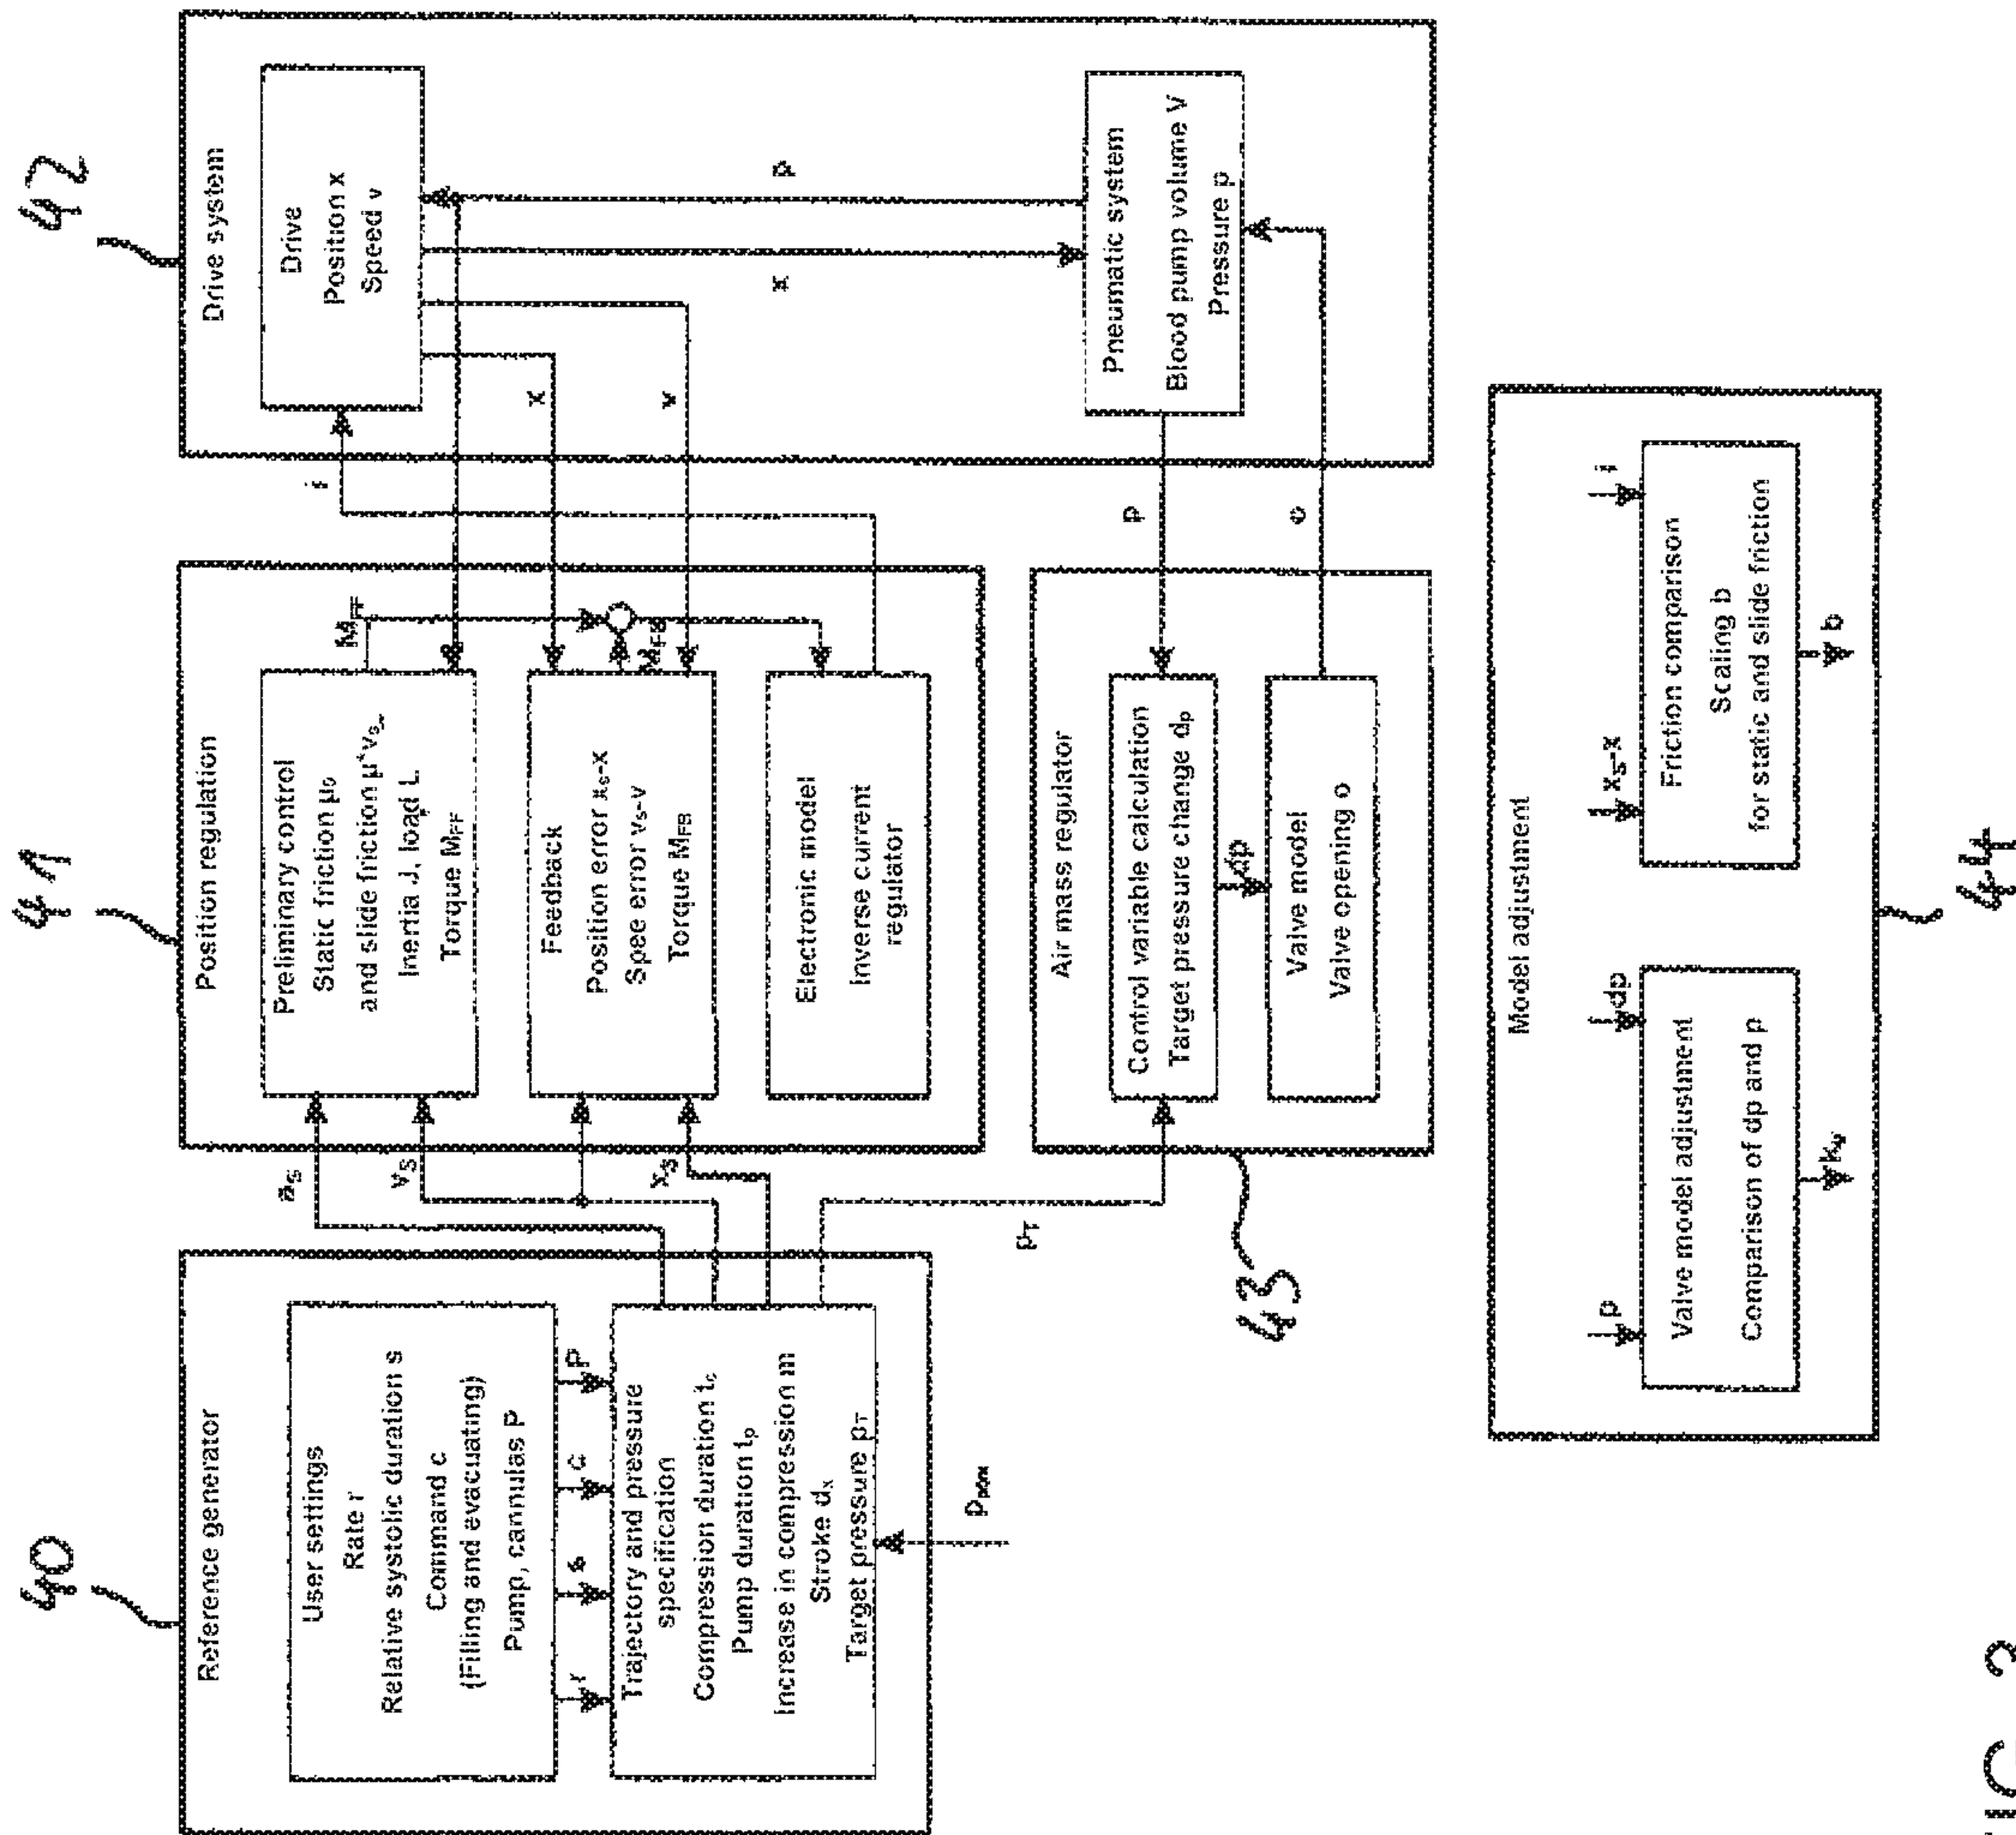 40
Reference generator
User settings
Rate r
Relative systolic duration s
Command c
(Filling and evacuating)
Pump, cannulas P
r
s
c
P
Trajectory and pressure
specification
Compression duration tc
Pump duration tp
Increase in compression m
Stroke dx
Target pressure pT
aS
vS
xS
pT
41
Position regulation
Preliminary control
Static friction μ0
and slide friction μ*vs
Inertia J, load L
Torque MFF
MFF
Feedback
Position error xs-x
Spee error vs-v
Torque MFB
MFB
Electronic model
Inverse current
regulator
i
x
v
42
Drive system
Drive
Position x
Speed v
x
p
Pneumatic system
Blood pump volume V
Pressure p
43
Air mass regulator
Control variable calculation
Target pressure change dp
dp
Valve model
Valve opening o
p
o
Model adjustment
p
dp
Valve model adjustment
Comparison of dp and p
kv
xS-x
i
Friction comparison
Scaling b
for static and slide friction
b
44